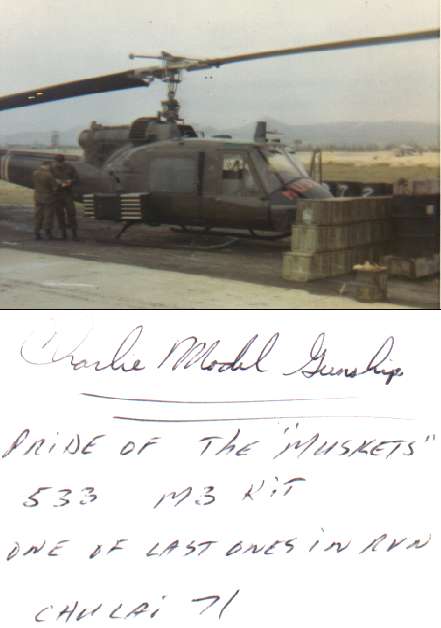 Charlie Model Gunship
PRIDE OF THE "MUSKETS"
533 M3 KIT
ONE OF LAST ONES IN RVN
CHULAI 71